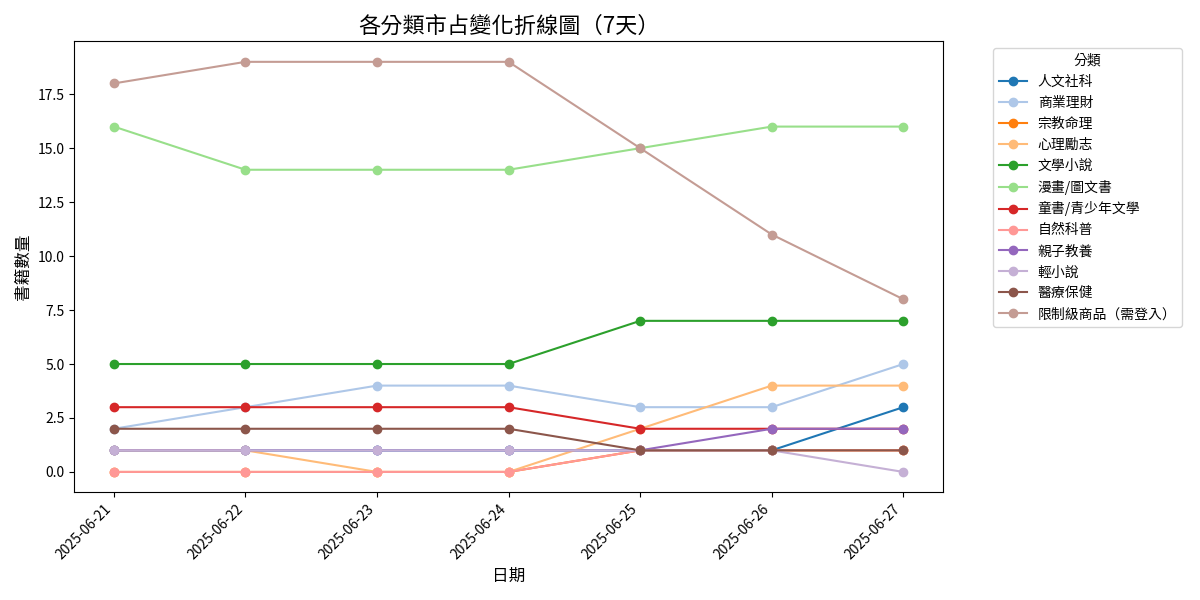 各分類市占變化折線圖（7天）
書籍數量
17.5
15.0
12.5
10.0
7.5
5.0
2.5
0.0
2025-06-21
2025-06-22
2025-06-23
2025-06-24
2025-06-25
2025-06-26
2025-06-27
日期
分類
人文社科
商業理財
宗教命理
心理勵志
文學小說
漫畫/圖文書
童書/青少年文學
自然科普
親子教養
輕小說
醫療保健
限制級商品（需登入）